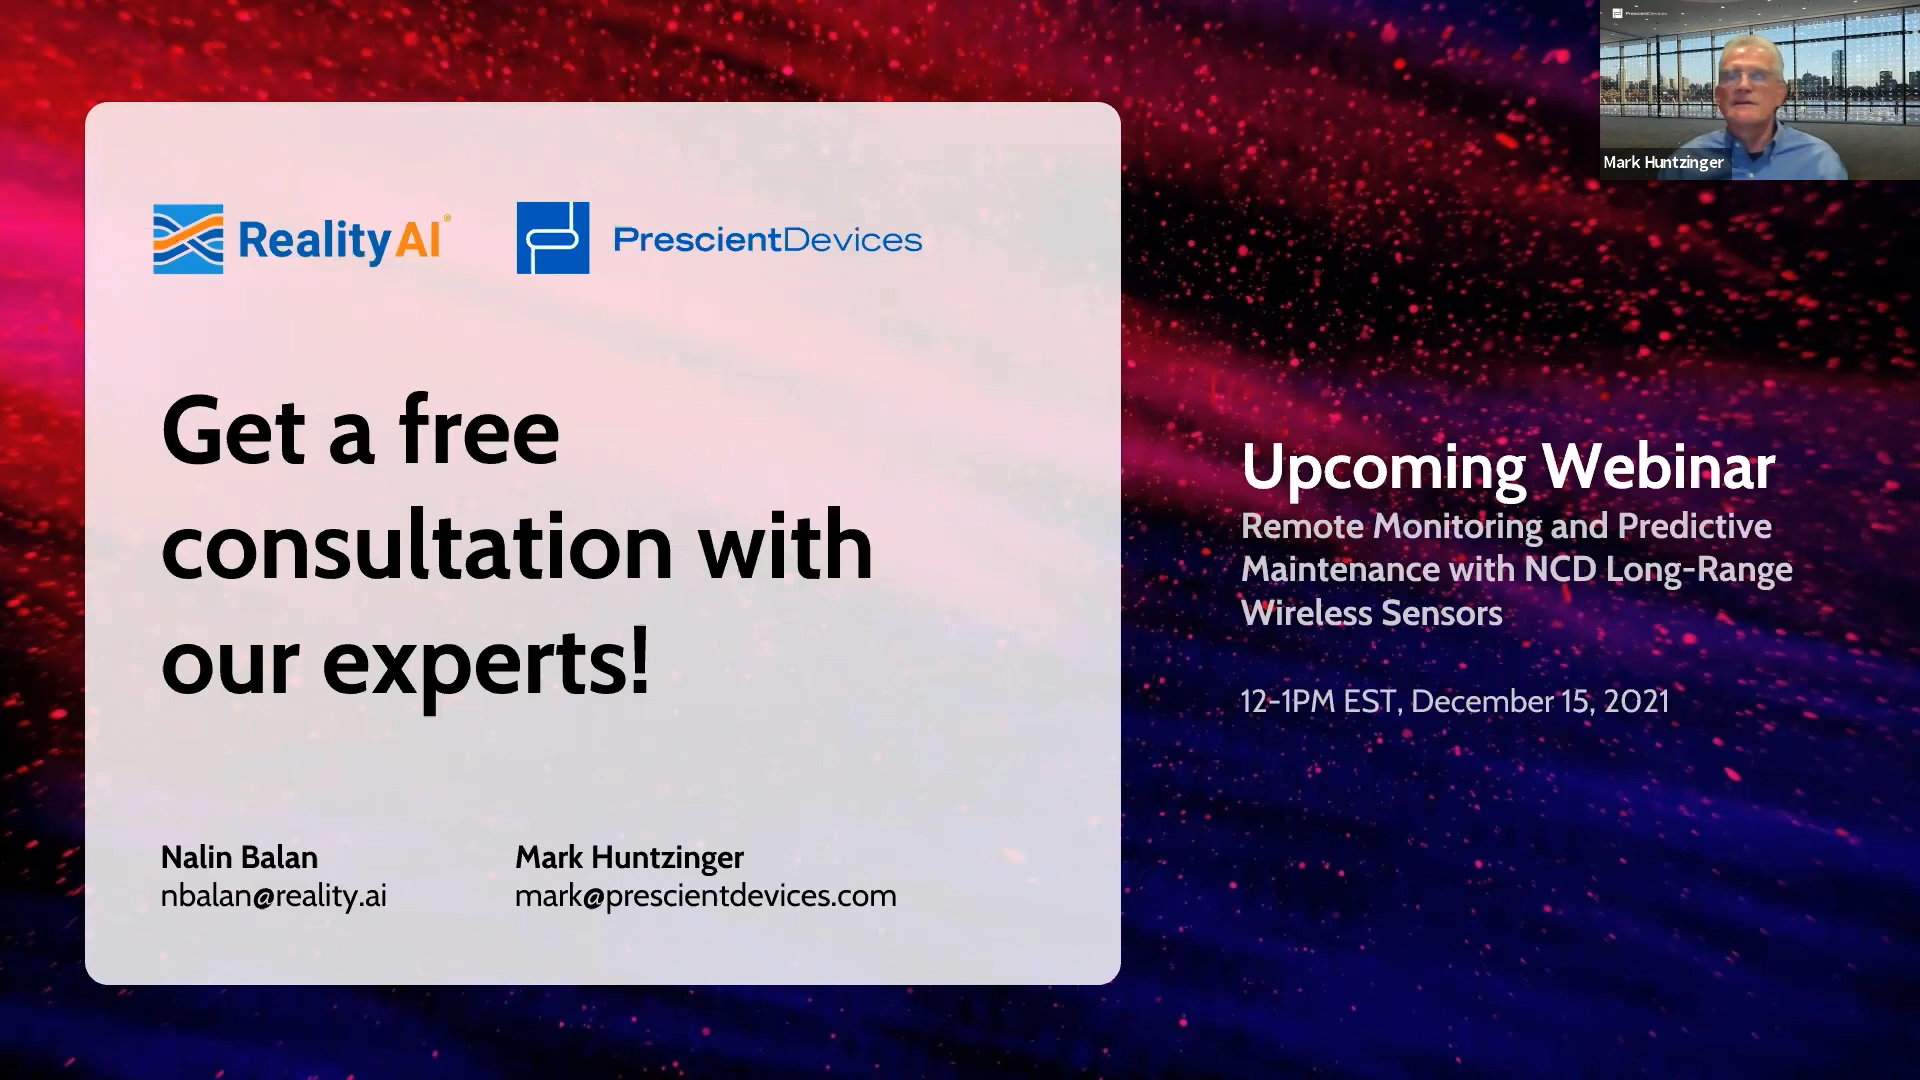 RealityAI®
PrescientDevices
Get a free
consultation with
our experts!
Nalin Balan
nbalan@reality.ai
Mark Huntzinger
mark@prescientdevices.com
Upcoming Webinar
Remote Monitoring and Predictive
Maintenance with NCD Long-Range
Wireless Sensors
12-1PM EST, December 15, 2021
PrescientDevices
Mark Huntzinger